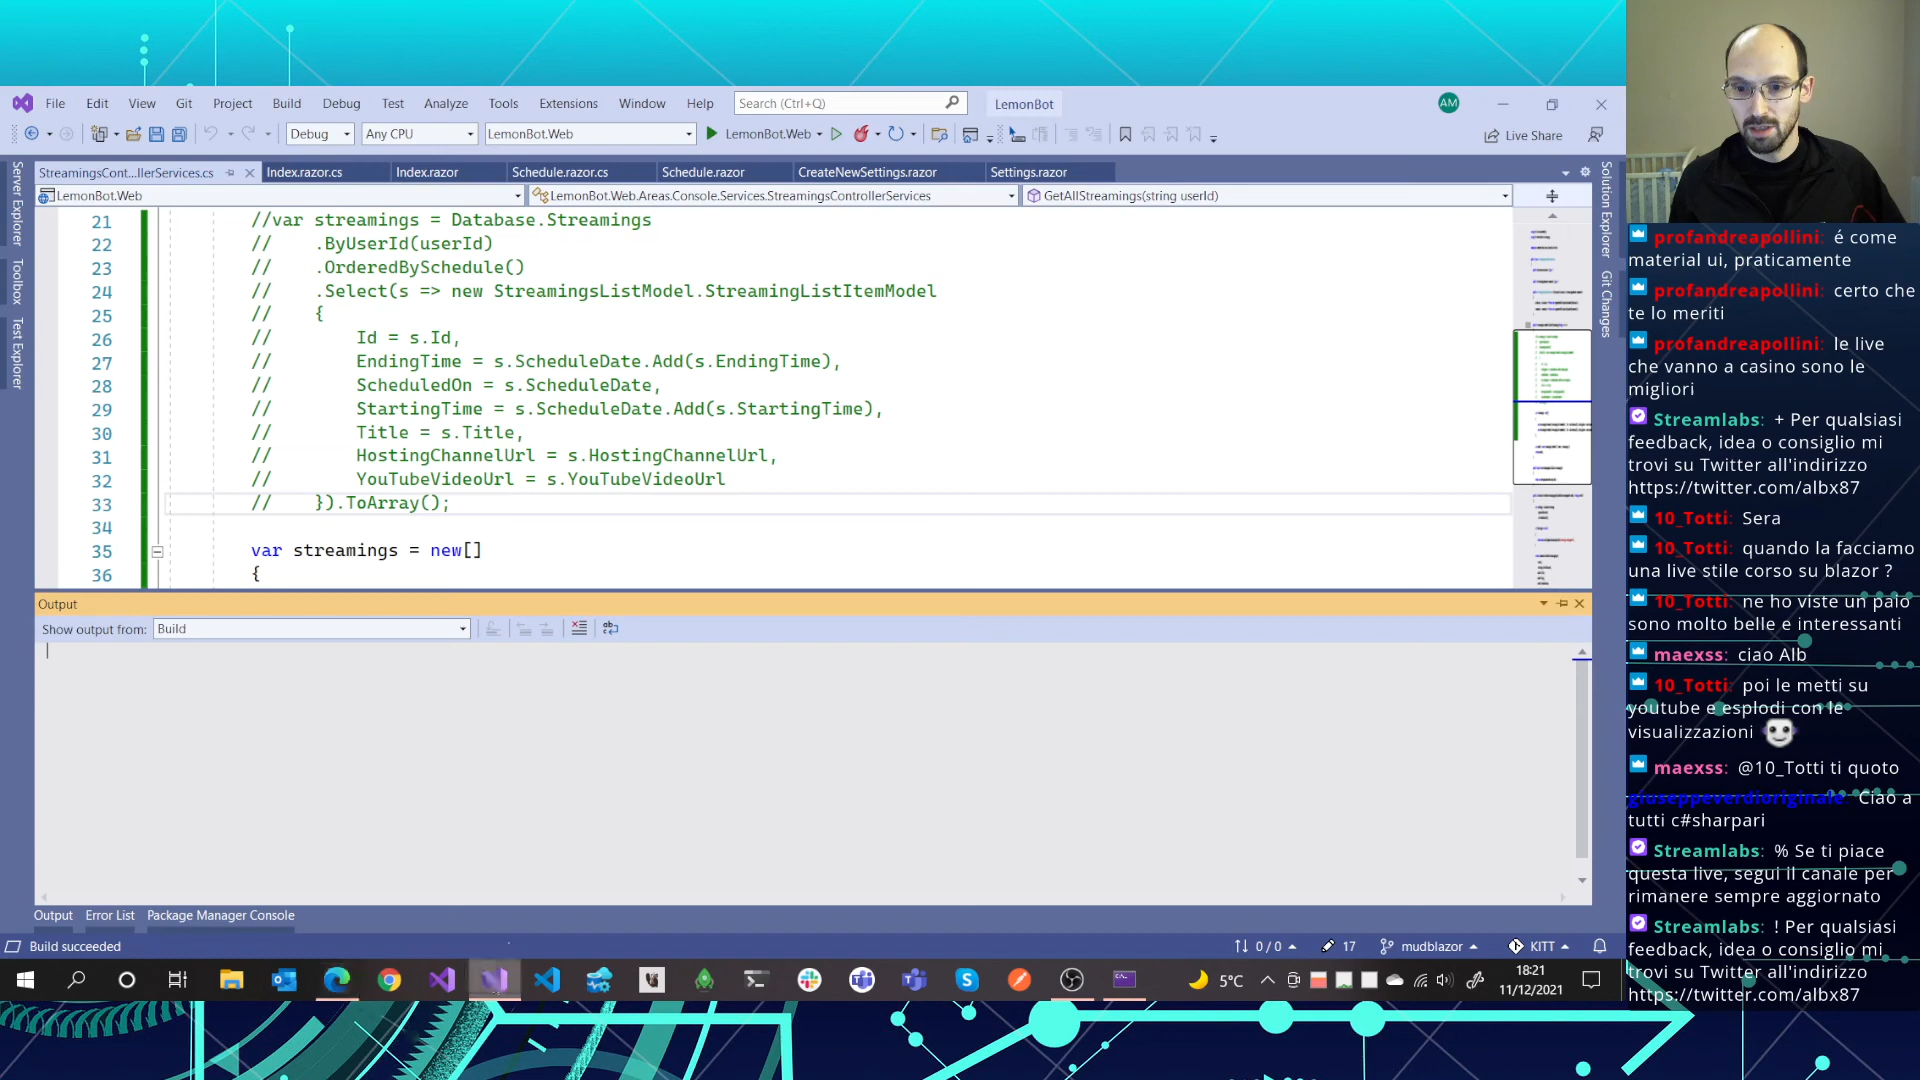 File Edit View Git Project Build Debug Test Analyze Tools Extensions Window Help Search (Ctrl+Q) LemonBot AM
Debug Any CPU LemonBot.Web LemonBot.Web Live Share
StreamingsCont...llerServices.cs Index.razor.cs Index.razor Schedule.razor.cs Schedule.razor CreateNewSettings.razor Settings.razor
LemonBot.Web LemonBot.Web.Areas.Console.Services.StreamingsControllerServices GetAllStreamings(string userId)
Server Explorer
Toolbox
Test Explorer
Solution Explorer
Git Changes
21 //var streamings = Database.Streamings
22 // .ByUserId(userId)
23 // .OrderedBySchedule()
24 // .Select(s => new StreamingsListModel.StreamingListItemModel
25 // {
26 // Id = s.Id,
27 // EndingTime = s.ScheduleDate.Add(s.EndingTime),
28 // ScheduledOn = s.ScheduleDate,
29 // StartingTime = s.ScheduleDate.Add(s.StartingTime),
30 // Title = s.Title,
31 // HostingChannelUrl = s.HostingChannelUrl,
32 // YouTubeVideoUrl = s.YouTubeVideoUrl
33 // }).ToArray();
34
35 var streamings = new[]
36 {
Output
Show output from: Build
Output Error List Package Manager Console
Build succeeded 0 / 0 17 mudblazor KITT
5°C 18:21
11/12/2021
profandreapollini: é come
material ui, praticamente
profandreapollini: certo che
te lo meriti
profandreapollini: le live
che vanno a casino sono le
migliori
Streamlabs: + Per qualsiasi
feedback, idea o consiglio mi
trovi su Twitter all'indirizzo
https://twitter.com/albx87
10_Totti: Sera
10_Totti: quando la facciamo
una live stile corso su blazor ?
10_Totti: ne ho viste un paio
sono molto belle e interessanti
maexss: ciao Alb
10_Totti: poi le metti su
youtube e esplodi con le
visualizzazioni
maexss: @10_Totti ti quoto
giuseppeverdioriginale: Ciao a
tutti c#sharpari
Streamlabs: % Se ti piace
questa live, segui il canale per
rimanere sempre aggiornato
Streamlabs: ! Per qualsiasi
feedback, idea o consiglio mi
trovi su Twitter all'indirizzo
https://twitter.com/albx87